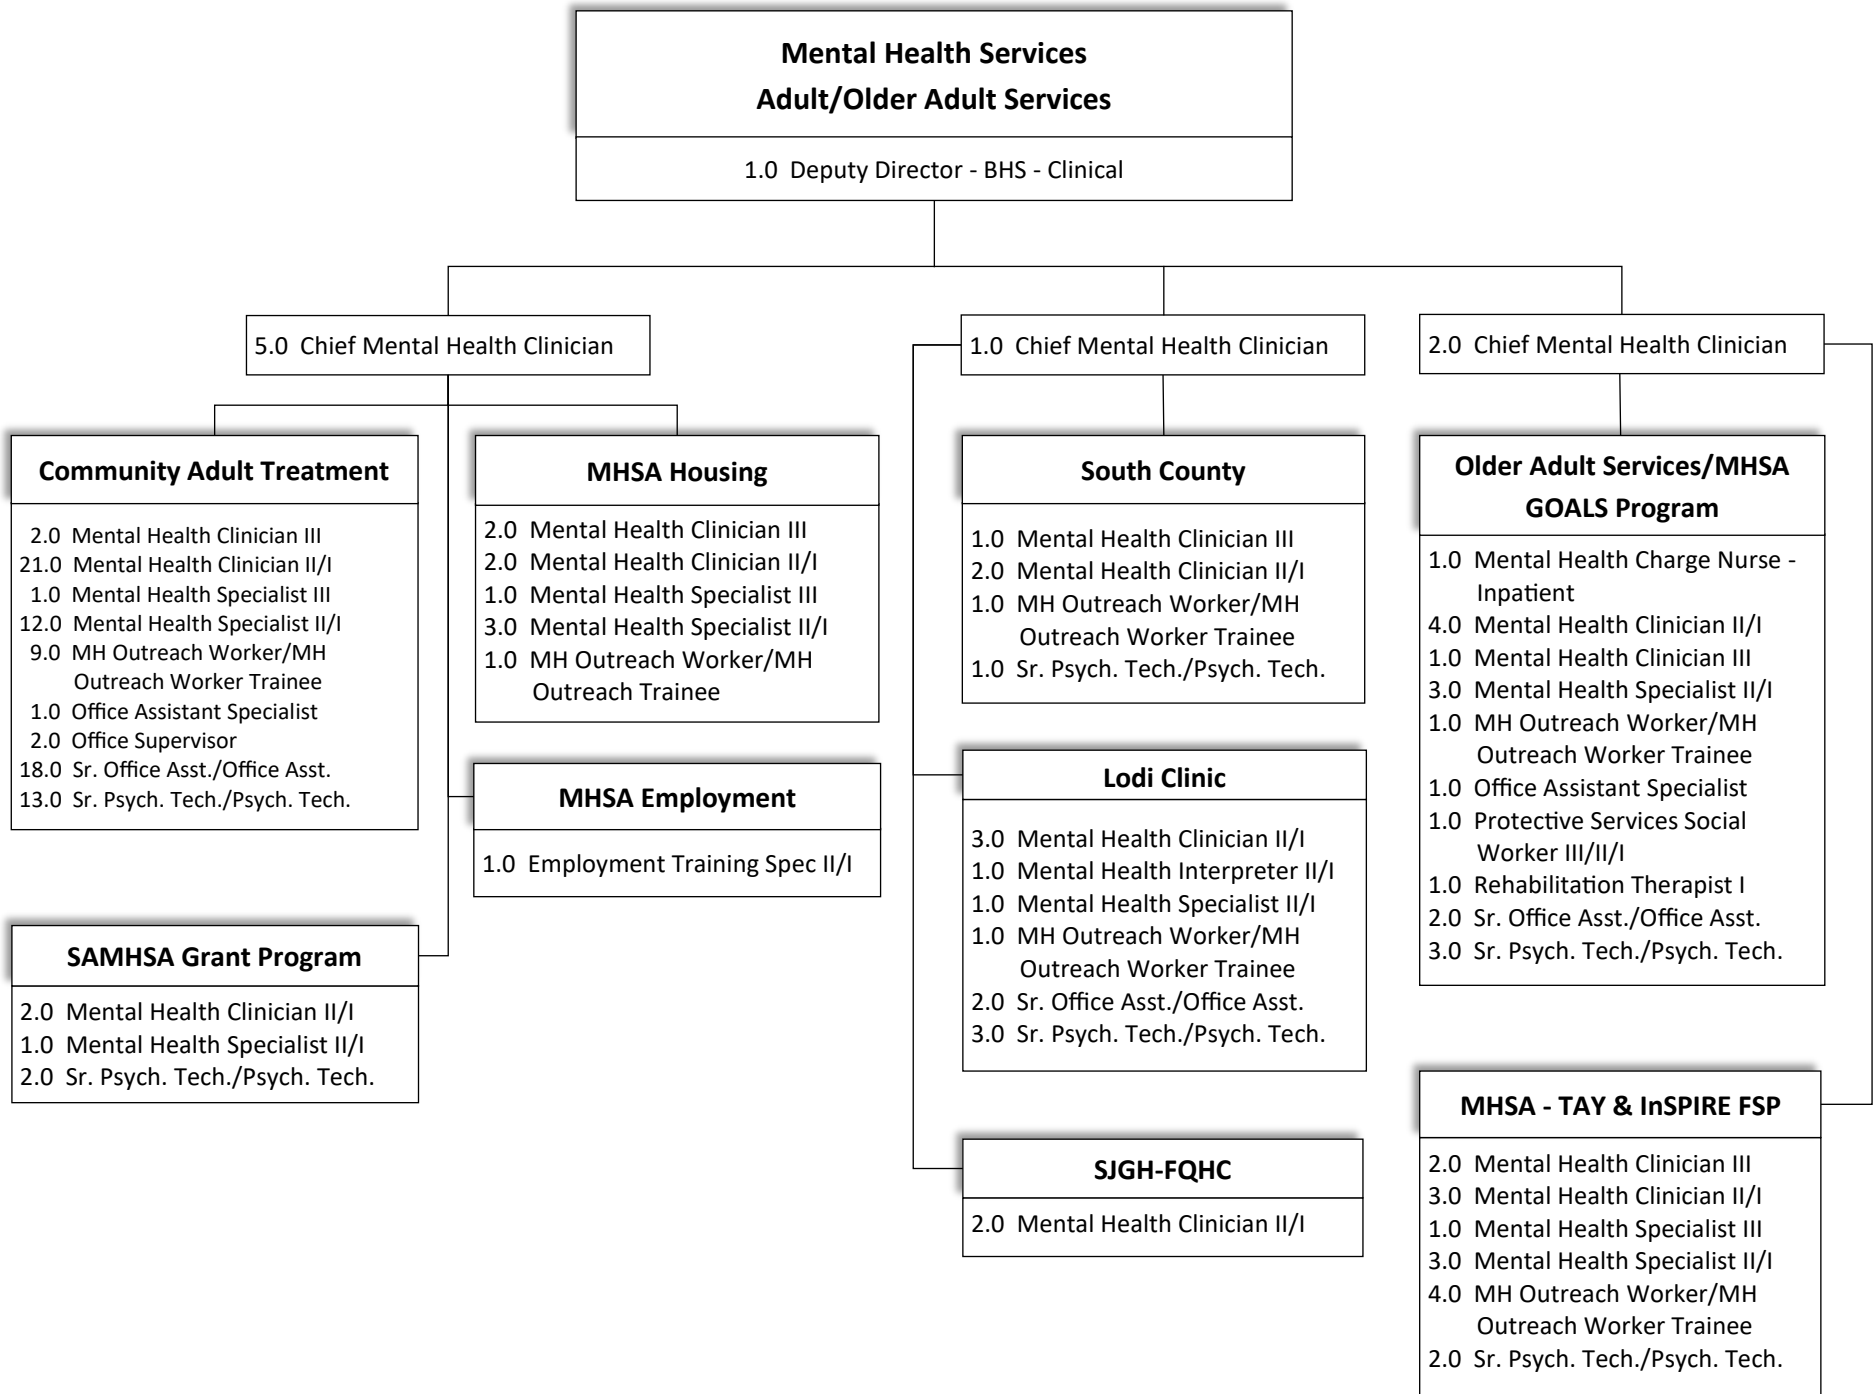 Mental Health Services
Adult/Older Adult Services
1.0 Deputy Director - BHS - Clinical
5.0 Chief Mental Health Clinician
1.0 Chief Mental Health Clinician
2.0 Chief Mental Health Clinician
Community Adult Treatment
2.0 Mental Health Clinician III
21.0 Mental Health Clinician II/I
1.0 Mental Health Specialist III
12.0 Mental Health Specialist II/I
9.0 MH Outreach Worker/MH
Outreach Worker Trainee
1.0 Office Assistant Specialist
2.0 Office Supervisor
18.0 Sr. Office Asst./Office Asst.
13.0 Sr. Psych. Tech./Psych. Tech.
MHSA Housing
2.0 Mental Health Clinician III
2.0 Mental Health Clinician II/I
1.0 Mental Health Specialist III
3.0 Mental Health Specialist II/I
1.0 MH Outreach Worker/MH
Outreach Trainee
MHSA Employment
1.0 Employment Training Spec II/I
SAMHSA Grant Program
2.0 Mental Health Clinician II/I
1.0 Mental Health Specialist II/I
2.0 Sr. Psych. Tech./Psych. Tech.
South County
1.0 Mental Health Clinician III
2.0 Mental Health Clinician II/I
1.0 MH Outreach Worker/MH
Outreach Worker Trainee
1.0 Sr. Psych. Tech./Psych. Tech.
Lodi Clinic
3.0 Mental Health Clinician II/I
1.0 Mental Health Interpreter II/I
1.0 Mental Health Specialist II/I
1.0 MH Outreach Worker/MH
Outreach Worker Trainee
2.0 Sr. Office Asst./Office Asst.
3.0 Sr. Psych. Tech./Psych. Tech.
SJGH-FQHC
2.0 Mental Health Clinician II/I
Older Adult Services/MHSA
GOALS Program
1.0 Mental Health Charge Nurse -
Inpatient
4.0 Mental Health Clinician II/I
1.0 Mental Health Clinician III
3.0 Mental Health Specialist II/I
1.0 MH Outreach Worker/MH
Outreach Worker Trainee
1.0 Office Assistant Specialist
1.0 Protective Services Social
Worker III/II/I
1.0 Rehabilitation Therapist I
2.0 Sr. Office Asst./Office Asst.
3.0 Sr. Psych. Tech./Psych. Tech.
MHSA - TAY & InSPIRE FSP
2.0 Mental Health Clinician III
3.0 Mental Health Clinician II/I
1.0 Mental Health Specialist III
3.0 Mental Health Specialist II/I
4.0 MH Outreach Worker/MH
Outreach Worker Trainee
2.0 Sr. Psych. Tech./Psych. Tech.